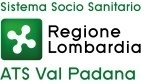 Sistema Socio Sanitario
Regione
Lombardia
ATS Val Padana